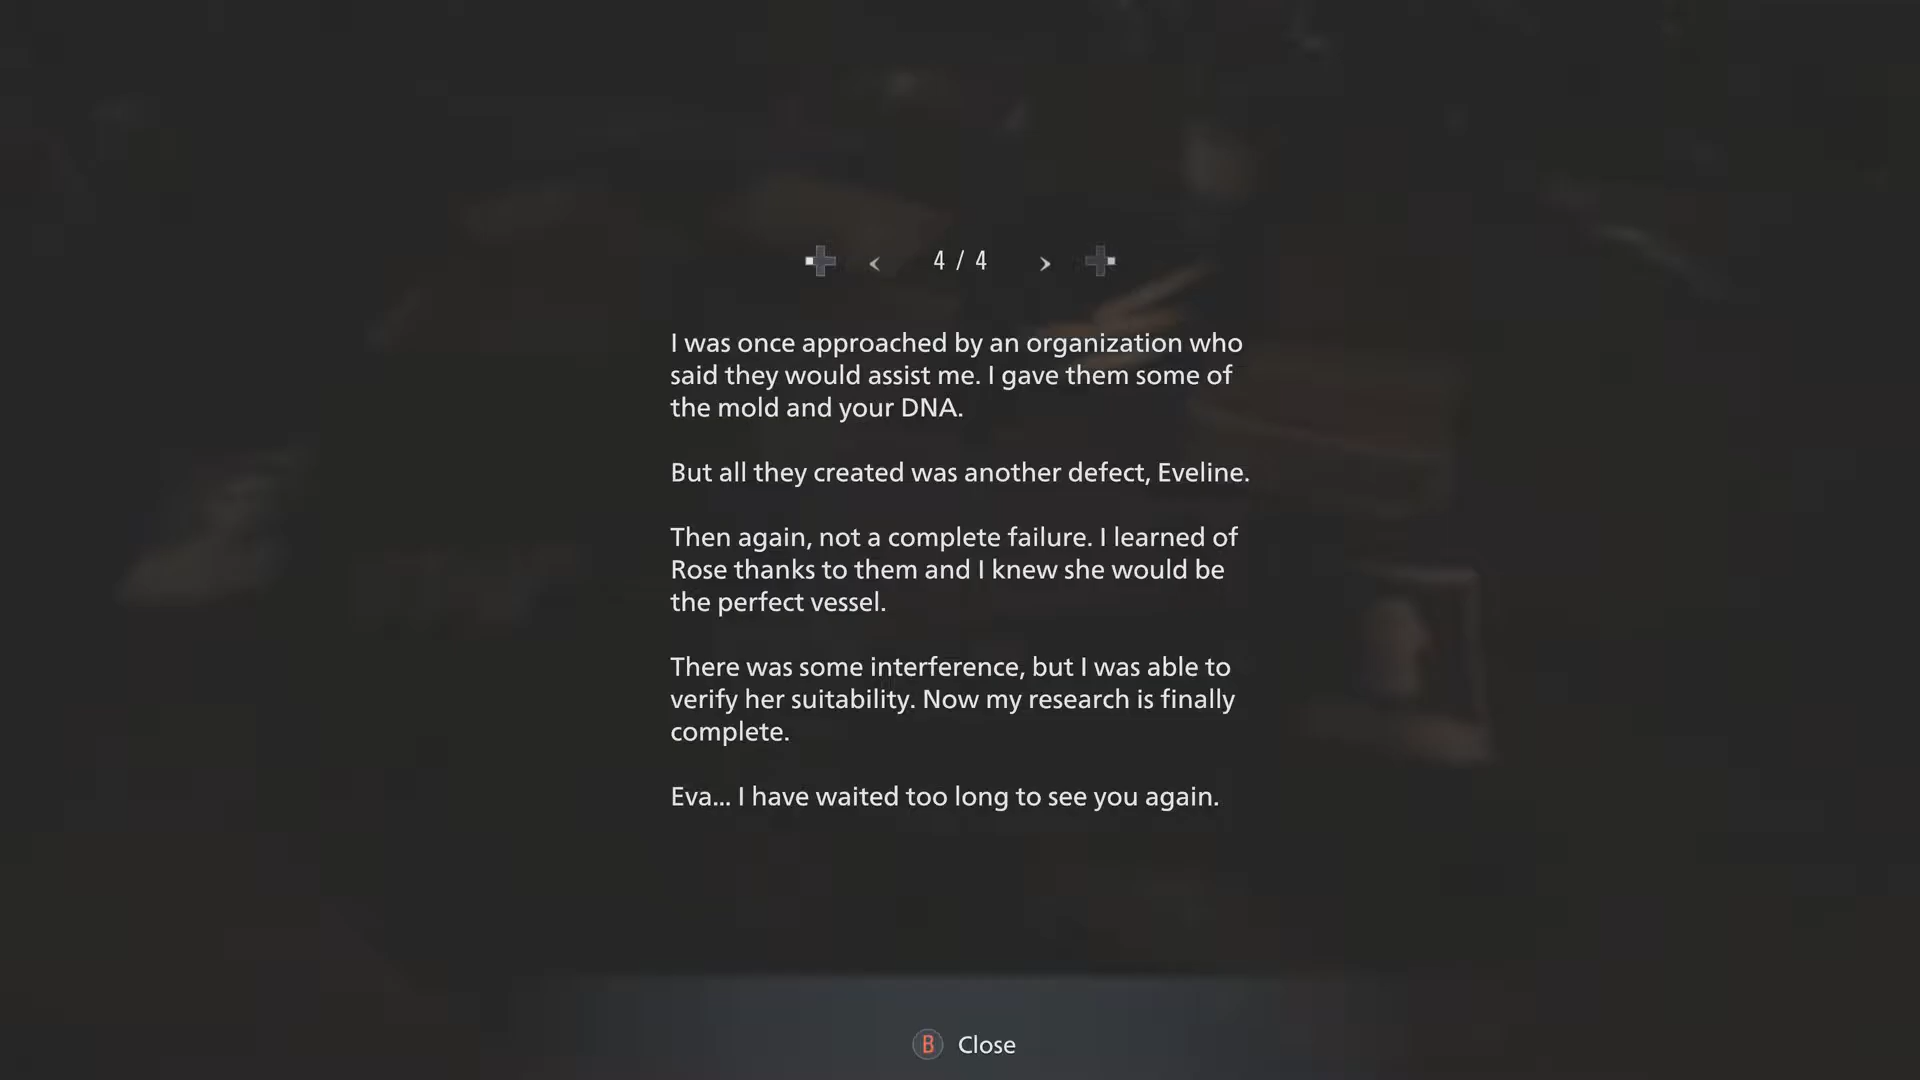 4 / 4
I was once approached by an organization who
said they would assist me. I gave them some of
the mold and your DNA.
But all they created was another defect, Eveline.
Then again, not a complete failure. I learned of
Rose thanks to them and I knew she would be
the perfect vessel.
There was some interference, but I was able to
verify her suitability. Now my research is finally
complete.
Eva... I have waited too long to see you again.
B Close